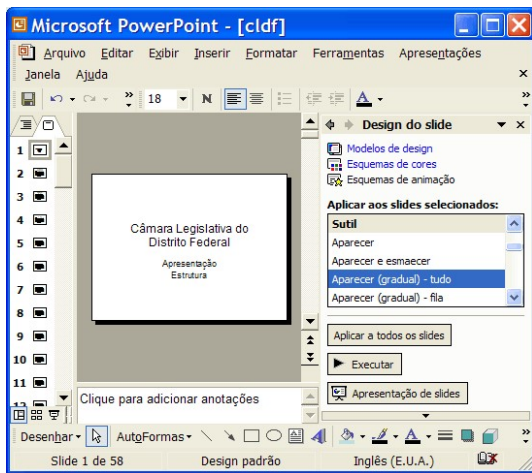 Microsoft PowerPoint - [cldf]
Arquivo Editar Exibir Inserir Formatar Ferramentas Apresentações
Janela Ajuda
18 N A
Design do slide
1
2
3
4
5
6
7
8
9
10
11
Câmara Legislativa do
Distrito Federal
Apresentação
Estrutura
Modelos de design
Esquemas de cores
Esquemas de animação
Aplicar aos slides selecionados:
Sutil
Aparecer
Aparecer e esmaecer
Aparecer (gradual) - tudo
Aparecer (gradual) - fila
Aplicar a todos os slides
Executar
Apresentação de slides
Clique para adicionar anotações
Desenhar AutoFormas A
Slide 1 de 58 Design padrão Inglês (E.U.A.)